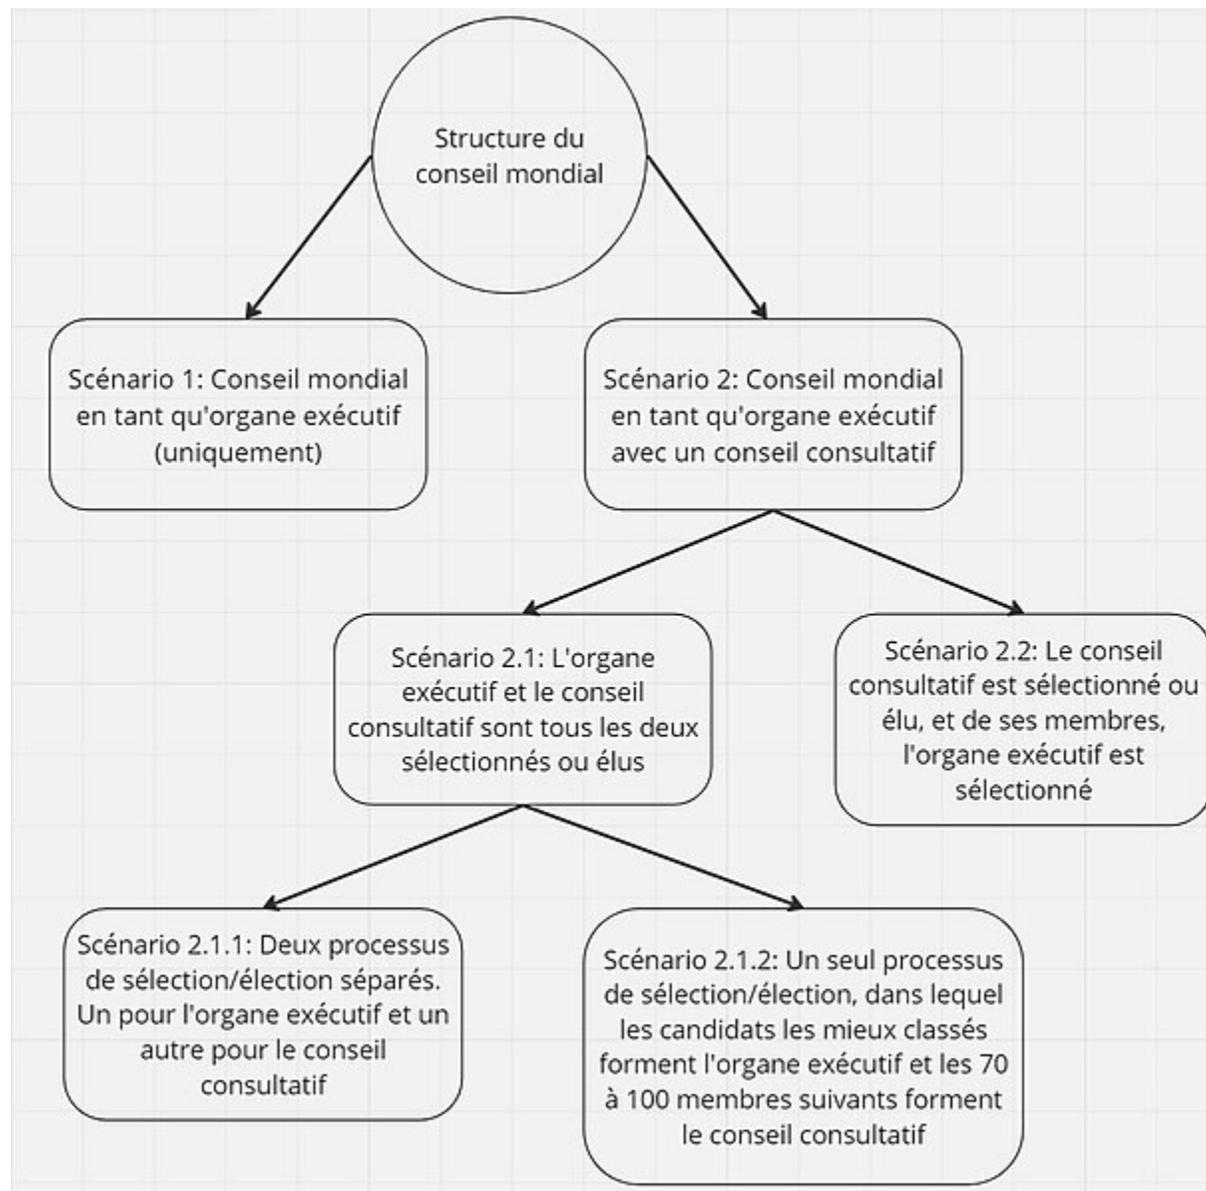 Structure du
conseil mondial
Scénario 1: Conseil mondial
en tant qu'organe exécutif
(uniquement)
Scénario 2: Conseil mondial
en tant qu'organe exécutif
avec un conseil consultatif
Scénario 2.1: L'organe
exécutif et le conseil
consultatif sont tous les deux
sélectionnés ou élus
Scénario 2.2: Le conseil
consultatif est sélectionné ou
élu, et de ses membres,
l'organe exécutif est
sélectionné
Scénario 2.1.1: Deux processus
de sélection/élection séparés.
Un pour l'organe exécutif et un
autre pour le conseil
consultatif
Scénario 2.1.2: Un seul processus
de sélection/élection, dans lequel
les candidats les mieux classés
forment l'organe exécutif et les 70
à 100 membres suivants forment
le conseil consultatif